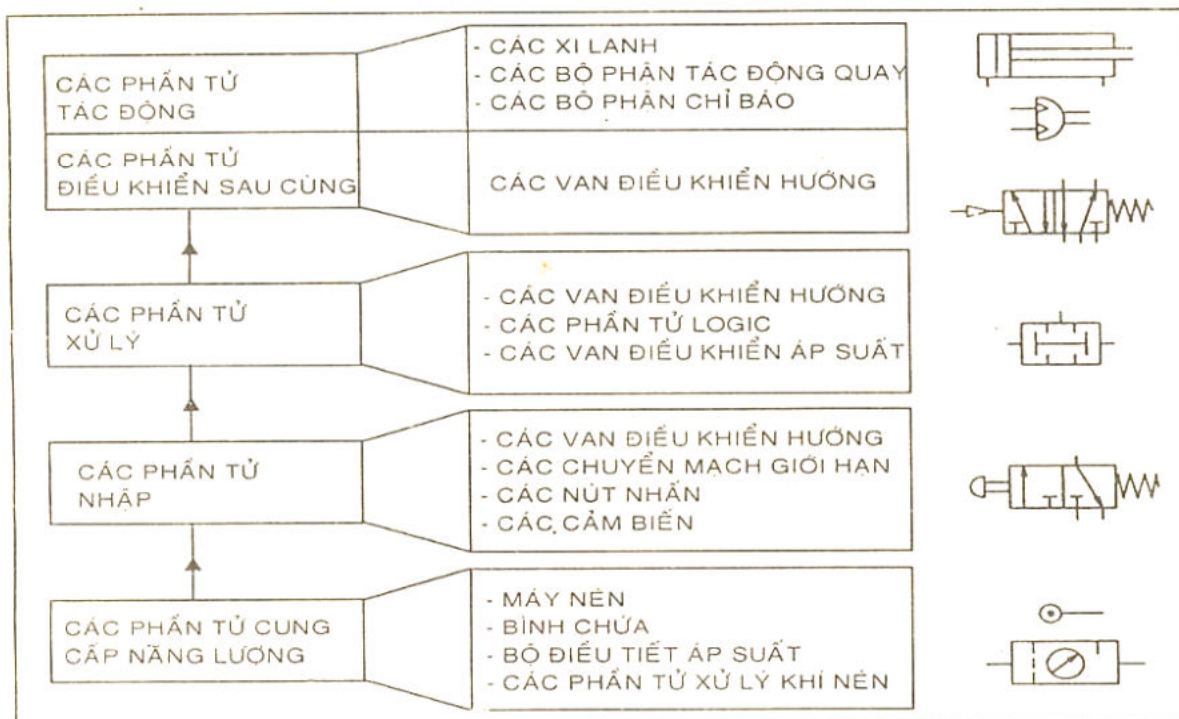 CÁC PHẦN TỬ
TÁC ĐỘNG
- CÁC XI LANH
- CÁC BỘ PHẬN TÁC ĐỘNG QUAY
- CÁC BỘ PHẬN CHỈ BÁO
CÁC PHẦN TỬ
ĐIỀU KHIỂN SAU CÙNG
CÁC VAN ĐIỀU KHIỂN HƯỚNG
CÁC PHẦN TỬ
XỬ LÝ
- CÁC VAN ĐIỀU KHIỂN HƯỚNG
- CÁC PHẦN TỬ LOGIC
- CÁC VAN ĐIỀU KHIỂN ÁP SUẤT
CÁC PHẦN TỬ
NHẬP
- CÁC VAN ĐIỀU KHIỂN HƯỚNG
- CÁC CHUYỂN MẠCH GIỚI HẠN
- CÁC NÚT NHẤN
- CÁC CẢM BIẾN
CÁC PHẦN TỬ CUNG
CẤP NĂNG LƯỢNG
- MÁY NÉN
- BÌNH CHỨA
- BỘ ĐIỀU TIẾT ÁP SUẤT
- CÁC PHẦN TỬ XỬ LÝ KHÍ NÉN